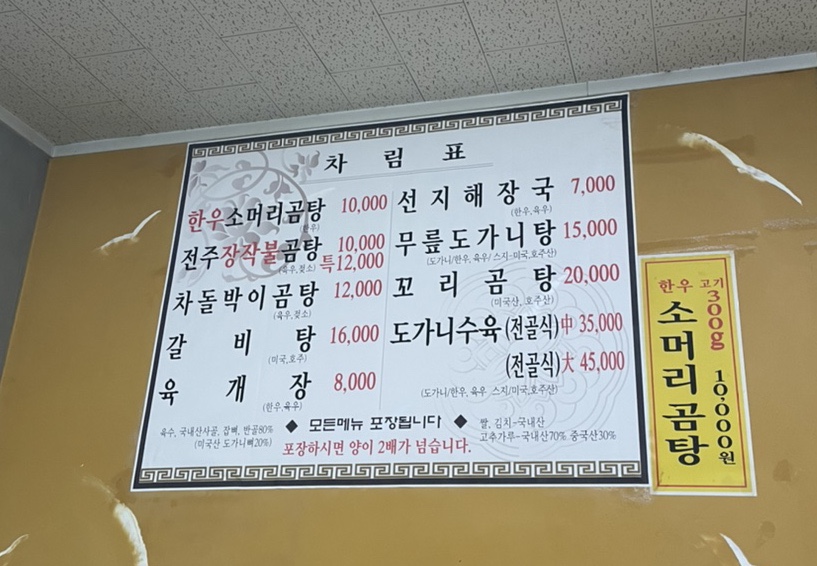 차림표
한우소머리곰탕 10,000
(한우)
전주장작불곰탕 10,000
(육우,젖소) 특12,000
차돌박이곰탕 12,000
(육우,젖소)
갈비탕 16,000
(미국,호주)
육개장 8,000
(한우,육우)
선지해장국 7,000
(한우,육우)
무릎도가니탕 15,000
(도가니/한우, 육우/ 스지-미국,호주산)
꼬리곰탕 20,000
(미국산, 호주산)
도가니수육(전골식)中 35,000
(전골식)大 45,000
(도가니/한우, 육우 스지/미국,호주산)
육수, 국내산사골, 잡뼈, 반골80%
(미국산 도가니뼈20%)
◆ 모든메뉴 포장됩니다 ◆
포장하시면 양이 2배가 넘습니다.
쌀, 김치-국내산
고추가루-국내산70% 중국산30%
한우 고기 300g
소머리곰탕
10,000원